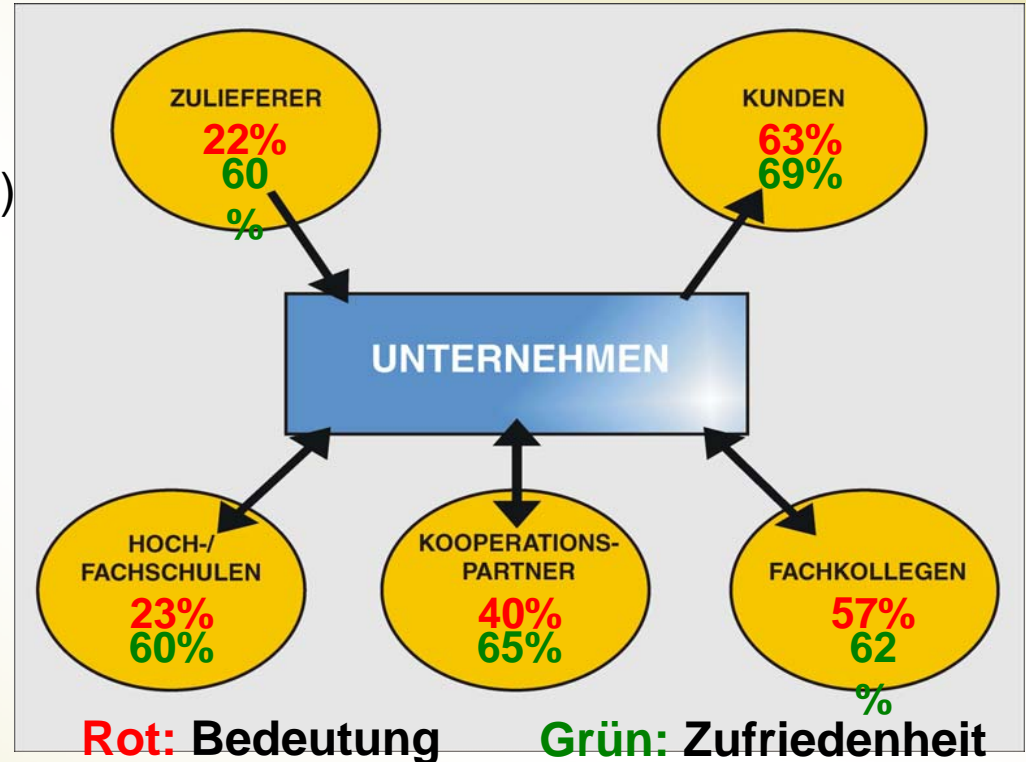 ZULIEFERER
22%
60
%
KUNDEN
63%
69%
)
UNTERNEHMEN
HOCH-/
FACHSCHULEN
23%
60%
KOOPERATIONS-
PARTNER
40%
65%
FACHKOLLEGEN
57%
62
%
Rot: Bedeutung
Grün: Zufriedenheit